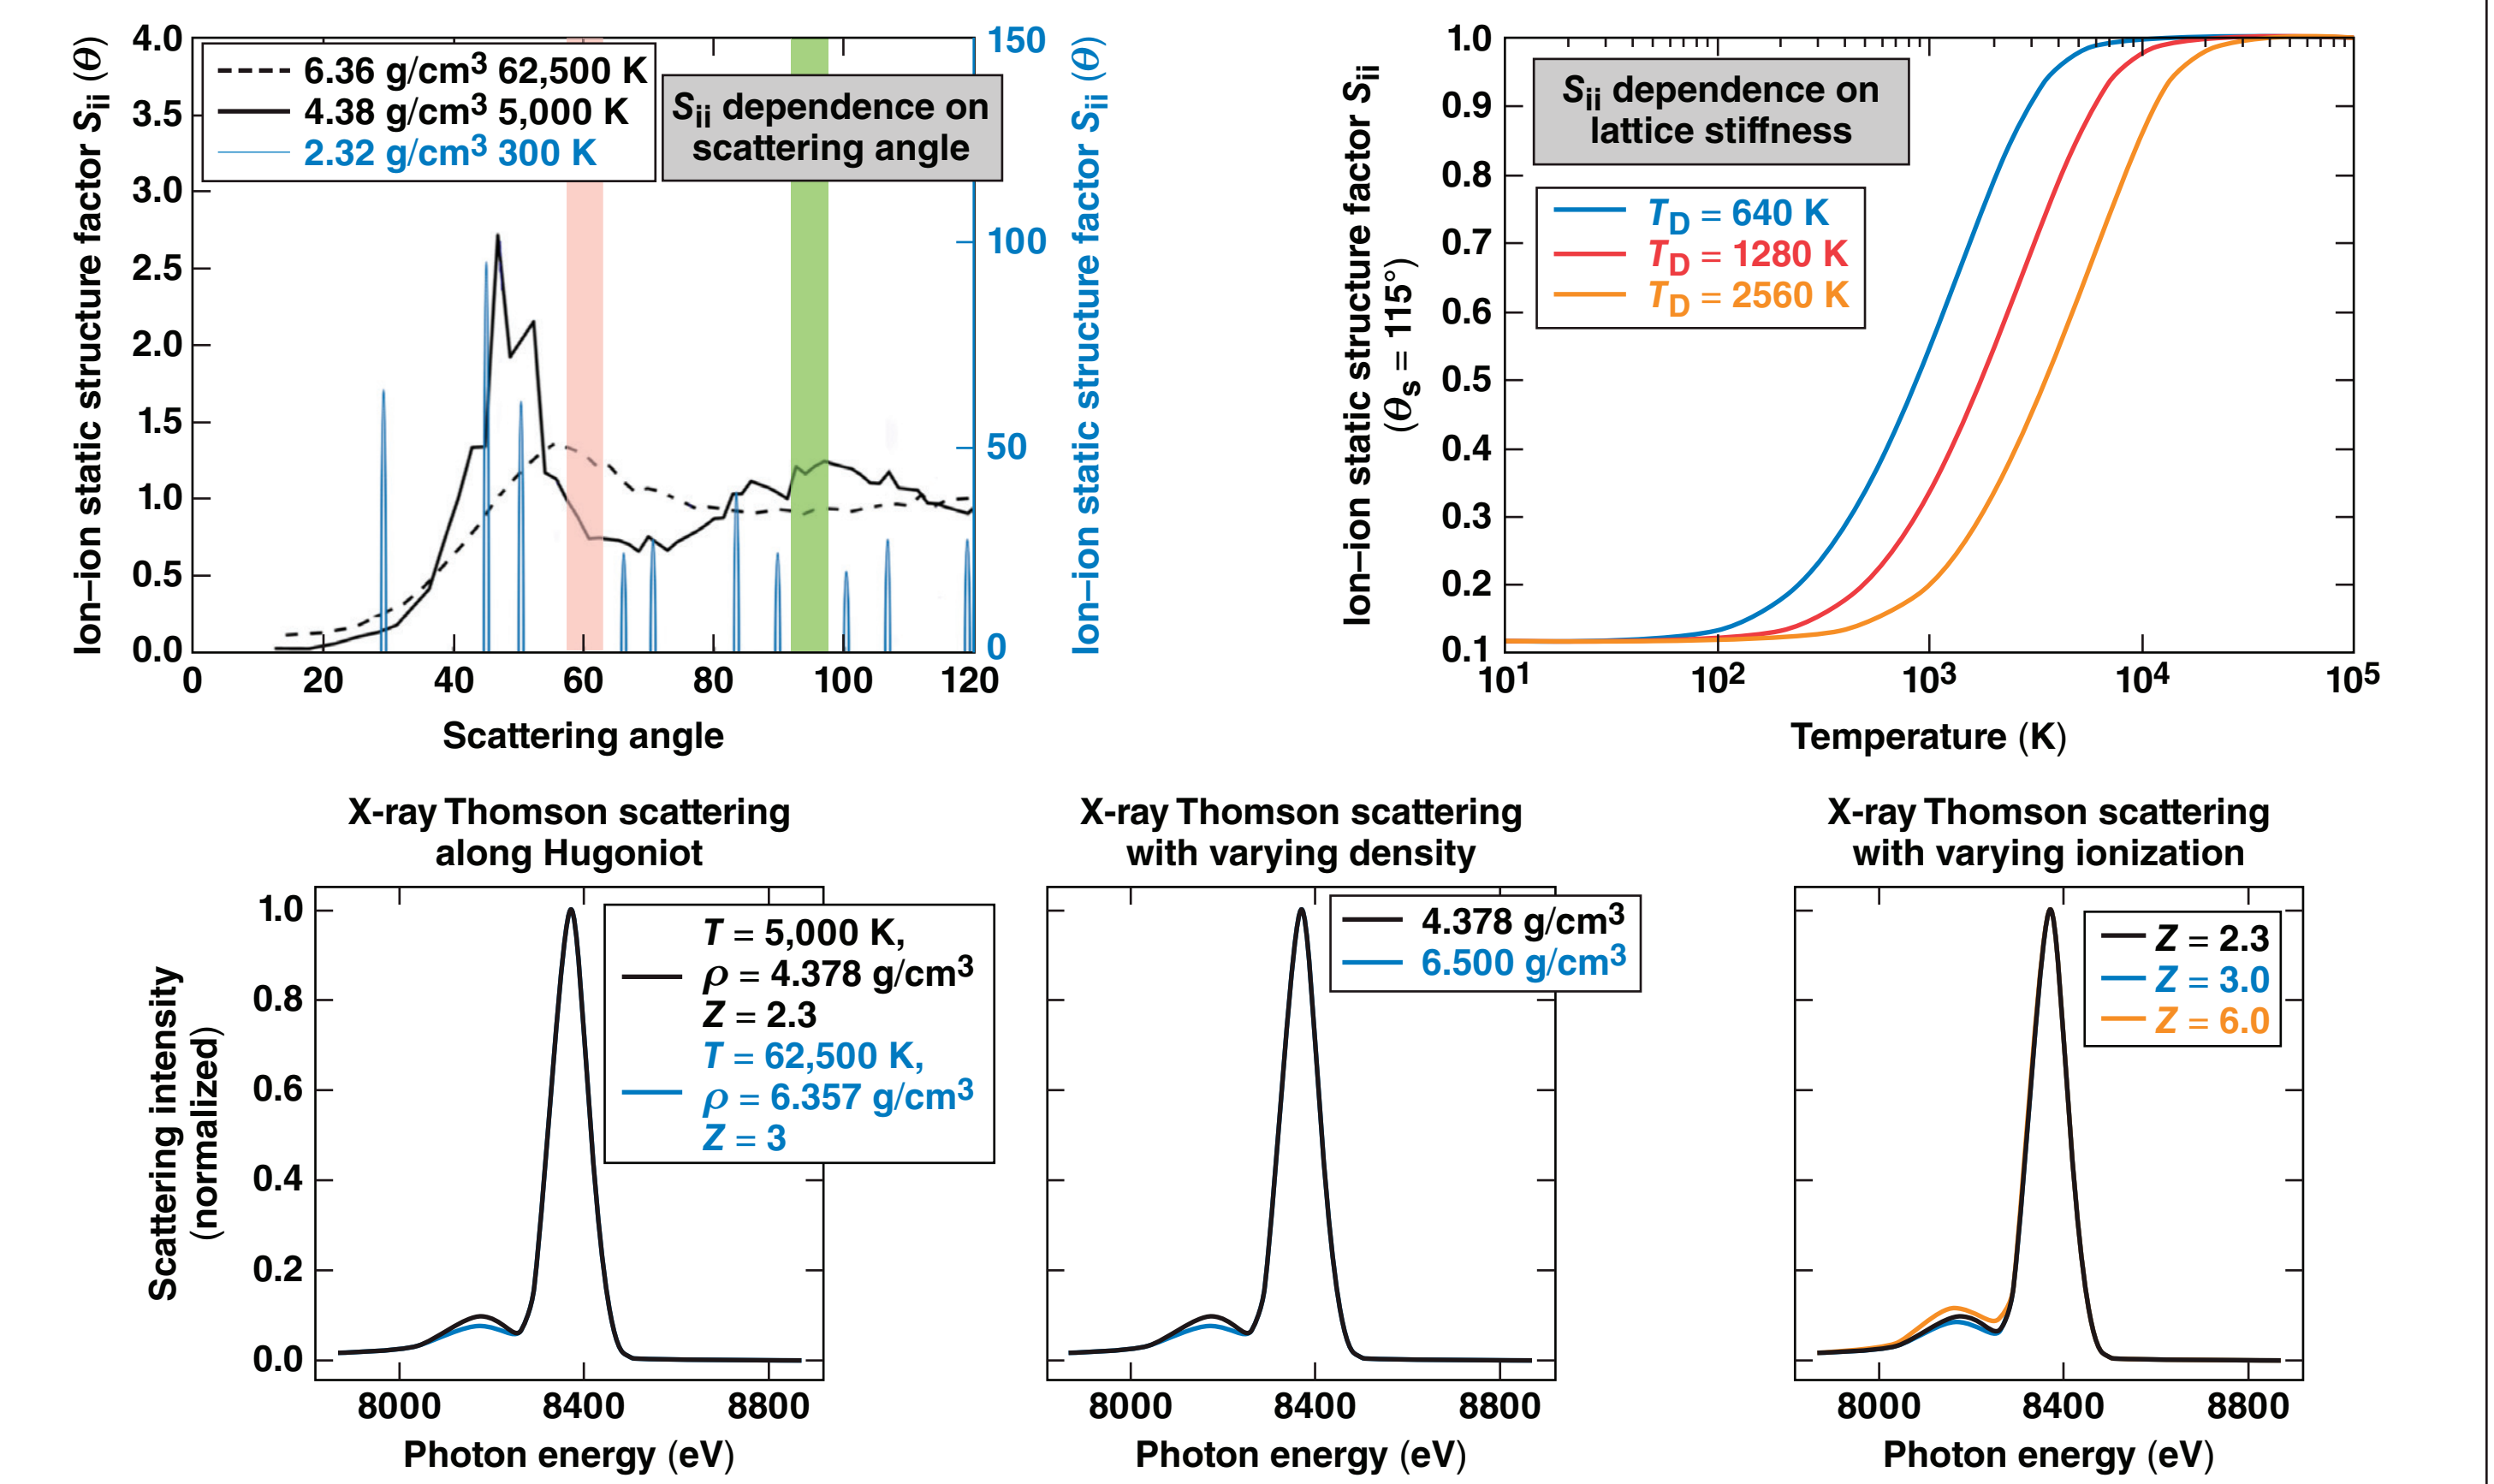 Ion–ion static structure factor Sii (θ)
4.0
3.5
3.0
2.5
2.0
1.5
1.0
0.5
0.0
6.36 g/cm³ 62,500 K
4.38 g/cm³ 5,000 K
2.32 g/cm³ 300 K
Sii dependence on
scattering angle
150
100
50
0
Ion–ion static structure factor Sii (θ)
0 20 40 60 80 100 120
Scattering angle
Ion–ion static structure factor Sii
(θs = 115°)
1.0
0.9
0.8
0.7
0.6
0.5
0.4
0.3
0.2
0.1
Sii dependence on
lattice stiffness
TD = 640 K
TD = 1280 K
TD = 2560 K
10¹ 10² 10³ 10⁴ 10⁵
Temperature (K)
X-ray Thomson scattering
along Hugoniot
Scattering intensity
(normalized)
1.0
0.8
0.6
0.4
0.2
0.0
T = 5,000 K,
ρ = 4.378 g/cm³
Z = 2.3
T = 62,500 K,
ρ = 6.357 g/cm³
Z = 3
8000 8400 8800
Photon energy (eV)
X-ray Thomson scattering
with varying density
4.378 g/cm³
6.500 g/cm³
8000 8400 8800
Photon energy (eV)
X-ray Thomson scattering
with varying ionization
Z = 2.3
Z = 3.0
Z = 6.0
8000 8400 8800
Photon energy (eV)